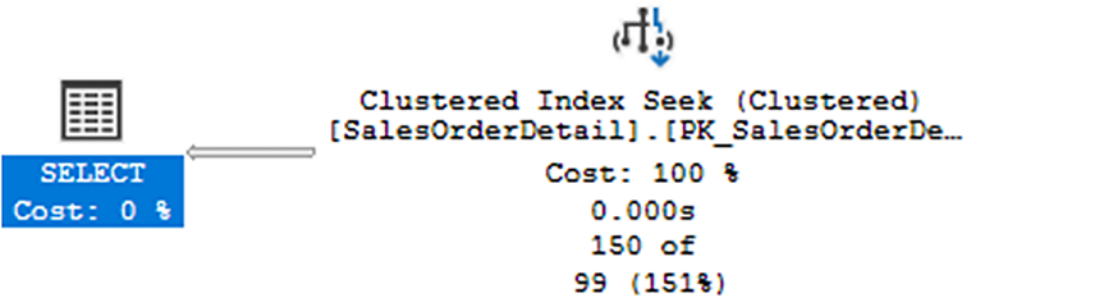 Clustered Index Seek (Clustered)
[SalesOrderDetail].[PK_SalesOrderDe…
SELECT
Cost: 0 %
Cost: 100 %
0.000s
150 of
99 (151%)